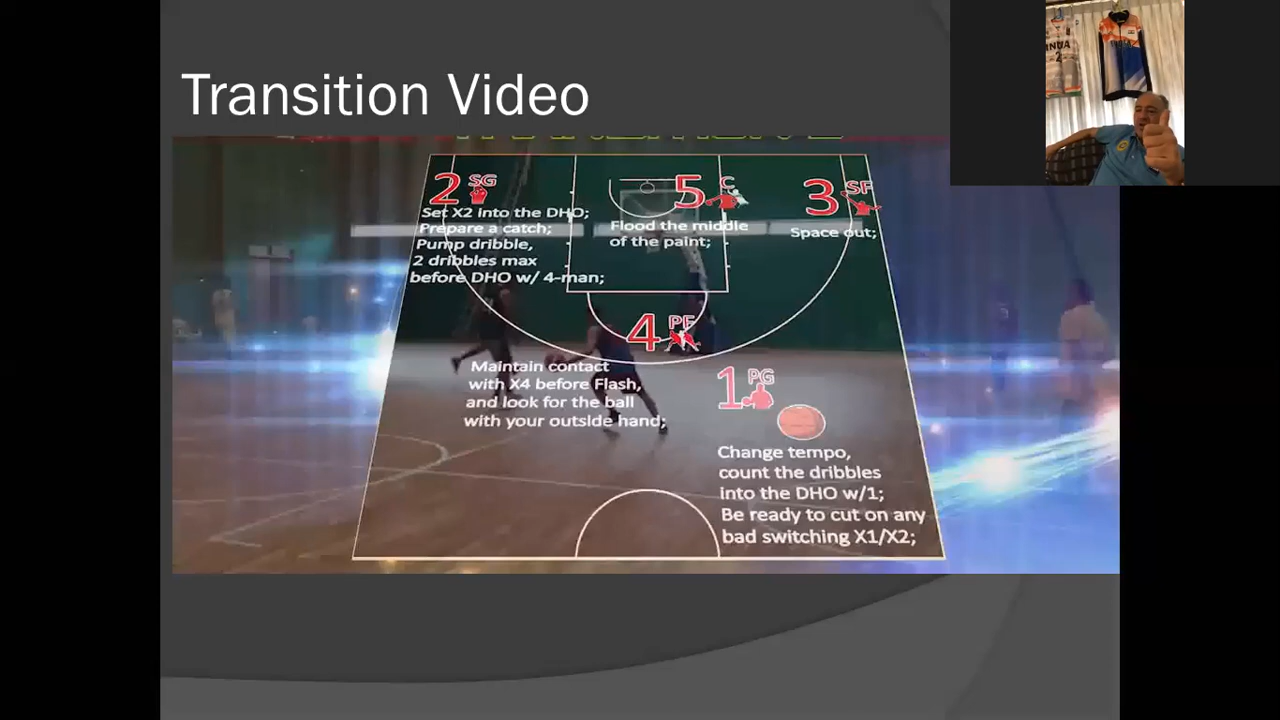 Transition Video
2 SG
Set X2 into the DHO;
Prepare a catch;
Pump dribble,
2 dribbles max
before DHO w/ 4-man;
5 C
Flood the middle
of the paint;
3 SF
Space out;
4 PF
Maintain contact
with X4 before Flash,
and look for the ball
with your outside hand;
1 PG
Change tempo,
count the dribbles
into the DHO w/1;
Be ready to cut on any
bad switching X1/X2;
2